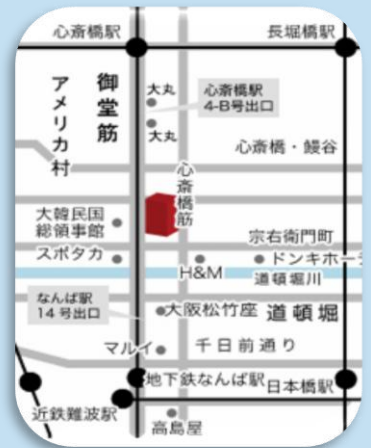 心斎橋駅
長堀橋駅
アメリカ村
御堂筋
大丸
心斎橋駅
4-B号出口
大丸
心斎橋・鰻谷
心斎橋筋
大韓民国
総領事館
宗右衛門町
スポタカ
ドンキホーテ
H&M
道頓堀川
なんば駅
14号出口
大阪松竹座
道頓堀
マルイ
千日前通り
地下鉄なんば駅
日本橋駅
近鉄難波駅
高島屋